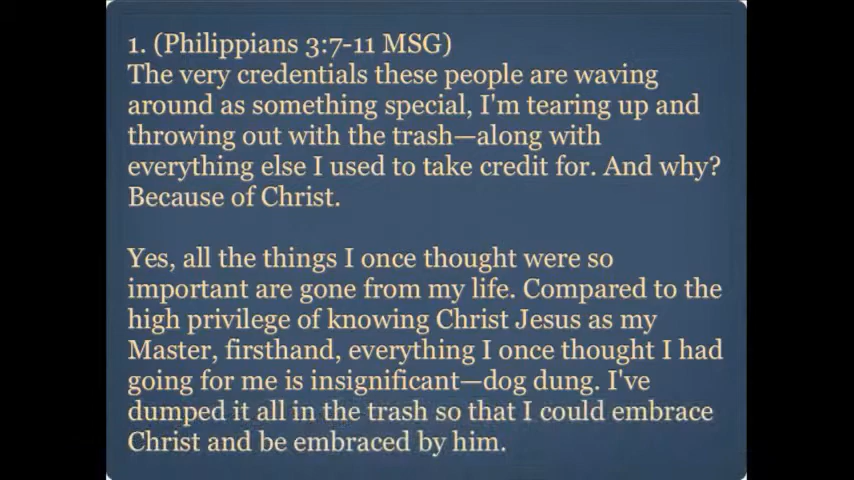 1. (Philippians 3:7-11 MSG)
The very credentials these people are waving
around as something special, I'm tearing up and
throwing out with the trash—along with
everything else I used to take credit for. And why?
Because of Christ.
Yes, all the things I once thought were so
important are gone from my life. Compared to the
high privilege of knowing Christ Jesus as my
Master, firsthand, everything I once thought I had
going for me is insignificant—dog dung. I've
dumped it all in the trash so that I could embrace
Christ and be embraced by him.